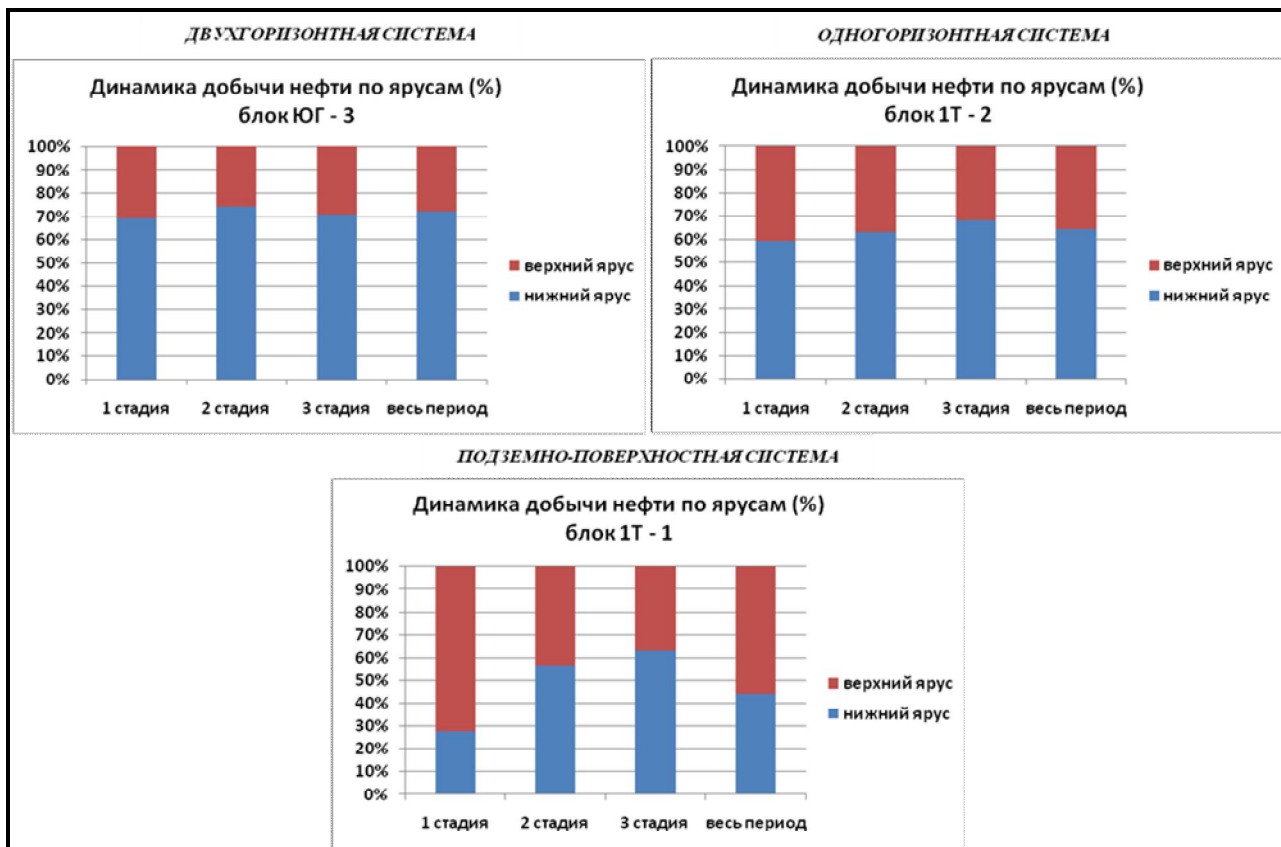 ДВУХГОРИЗОНТНАЯ СИСТЕМА
Динамика добычи нефти по ярусам (%)
блок ЮГ - 3
100%
90%
80%
70%
60%
50%
40%
30%
20%
10%
0%
верхний ярус
нижний ярус
1 стадия 2 стадия 3 стадия весь период
ОДНОГОРИЗОНТНАЯ СИСТЕМА
Динамика добычи нефти по ярусам (%)
блок 1Т - 2
100%
90%
80%
70%
60%
50%
40%
30%
20%
10%
0%
верхний ярус
нижний ярус
1 стадия 2 стадия 3 стадия весь период
ПОДЗЕМНО-ПОВЕРХНОСТНАЯ СИСТЕМА
Динамика добычи нефти по ярусам (%)
блок 1Т - 1
100%
90%
80%
70%
60%
50%
40%
30%
20%
10%
0%
верхний ярус
нижний ярус
1 стадия 2 стадия 3 стадия весь период